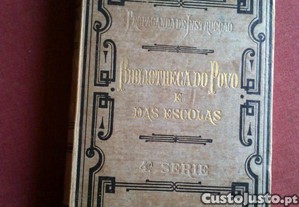 PROPAGANDA DE INSTRUCÇÃO
BIBLIOTHECA DO POVO
E
DAS ESCOLAS
4ª SERIE
CustoJusto.pt